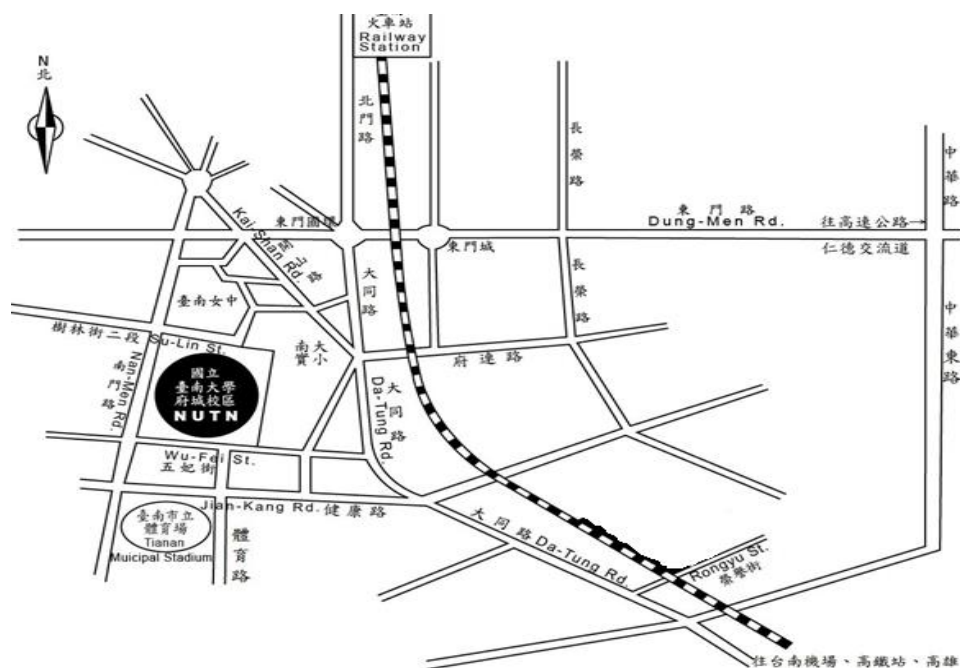 火車站
Railway
Station
N
北
北門路
長榮路
中華路
東門路
Dung-Men Rd.
往高速公路→
仁德交流道
東門圓環
東門城
Kai-Shan Rd.
開山路
大同路
長榮路
中華東路
臺南女中
樹林街二段
Su-Lin St.
南大
實小
府連路
Nan-Men Rd.
南門路
國立
臺南大學
府城校區
NUTN
大同路
Da-Tung Rd.
Wu-Fei St.
五妃街
Jian-Kang Rd. 健康路
臺南市立
體育場
Tianan
Muicipal Stadium
體育路
大同路 Da-Tung Rd.
Rongyu St.
榮譽街
往台南機場、高鐵站、高雄